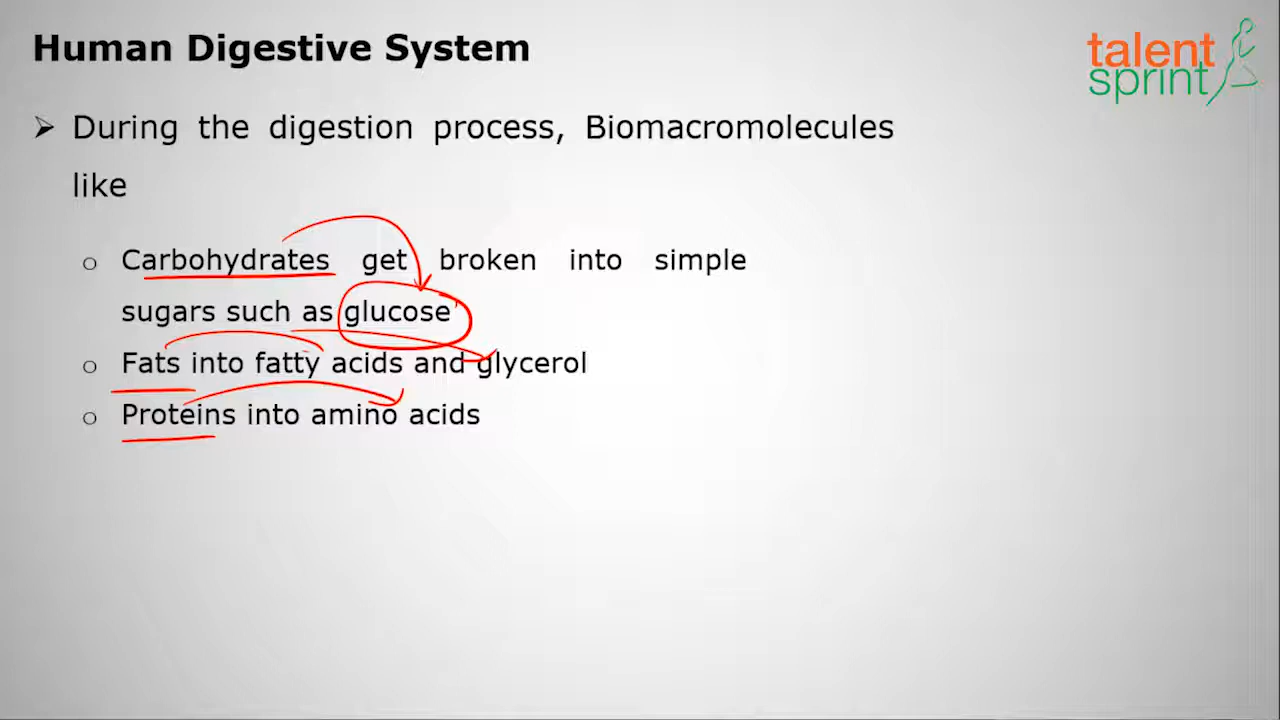 Human Digestive System
talent
sprint
➢ During the digestion process, Biomacromolecules
like
o Carbohydrates get broken into simple
sugars such as glucose
o Fats into fatty acids and glycerol
o Proteins into amino acids